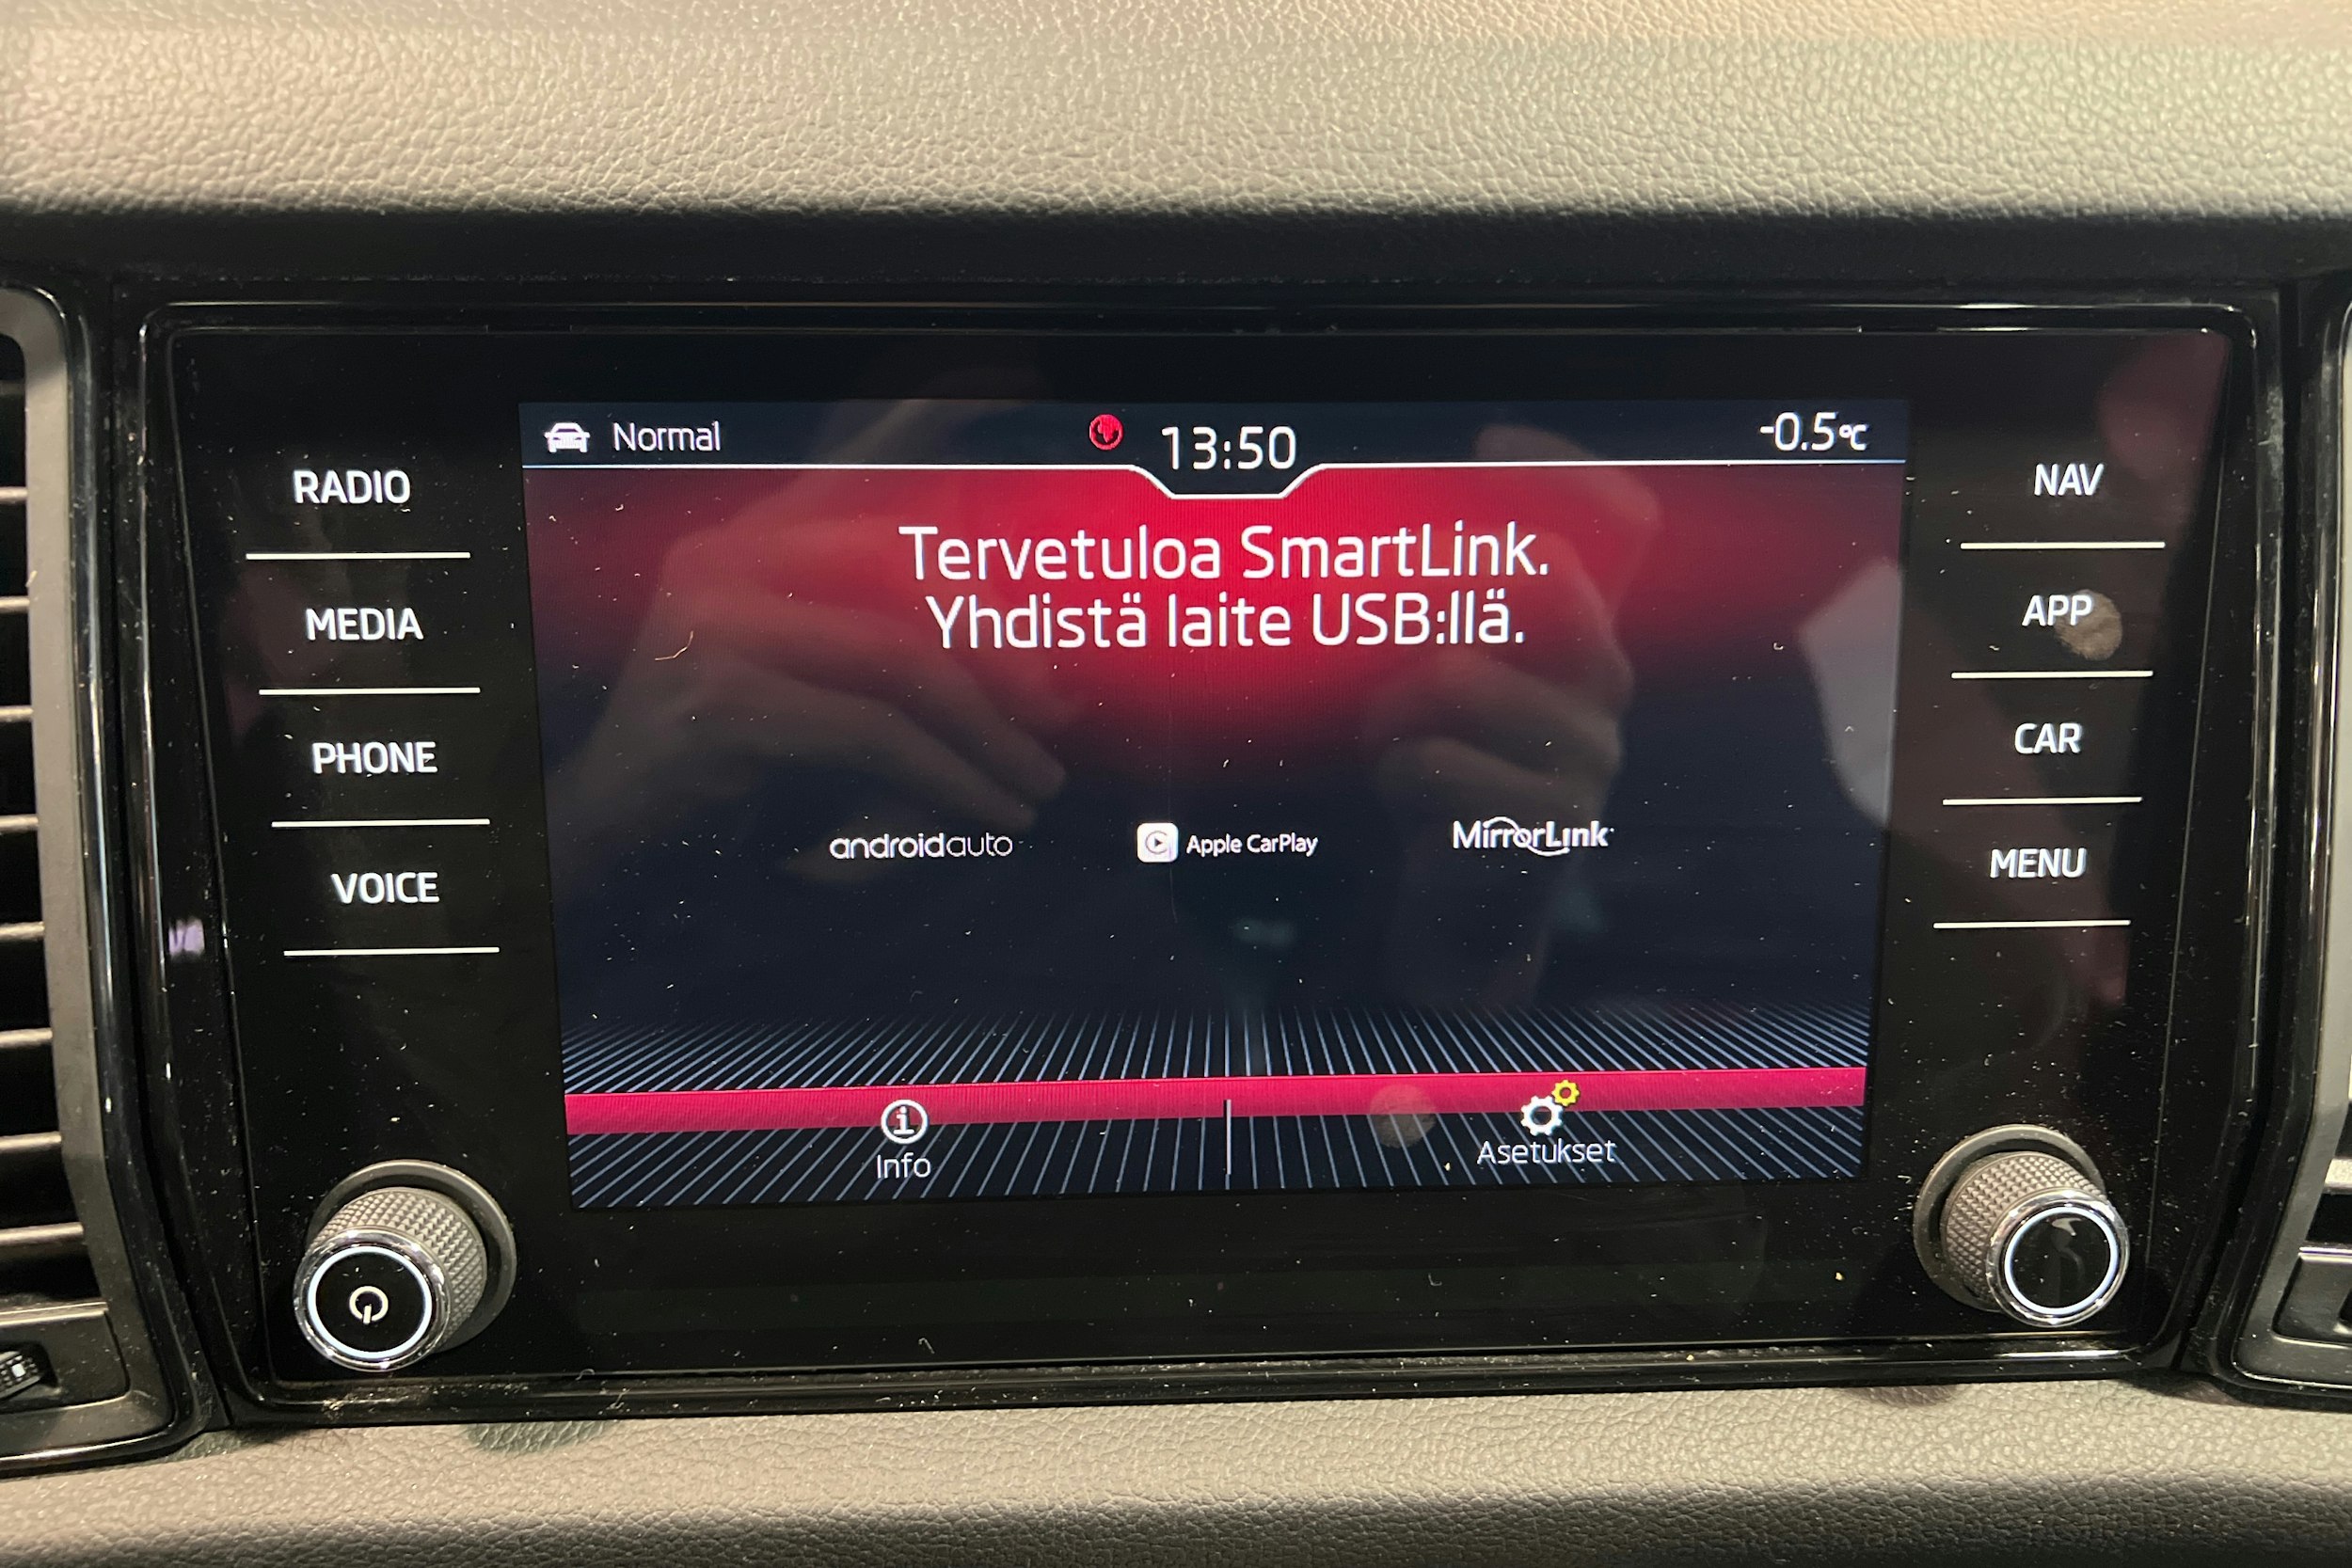 Normal
13:50
-0.5°C
RADIO
MEDIA
PHONE
VOICE
Tervetuloa SmartLink.
Yhdistä laite USB:llä.
androidauto
Apple CarPlay
MirrorLink
Info
Asetukset
NAV
APP
CAR
MENU